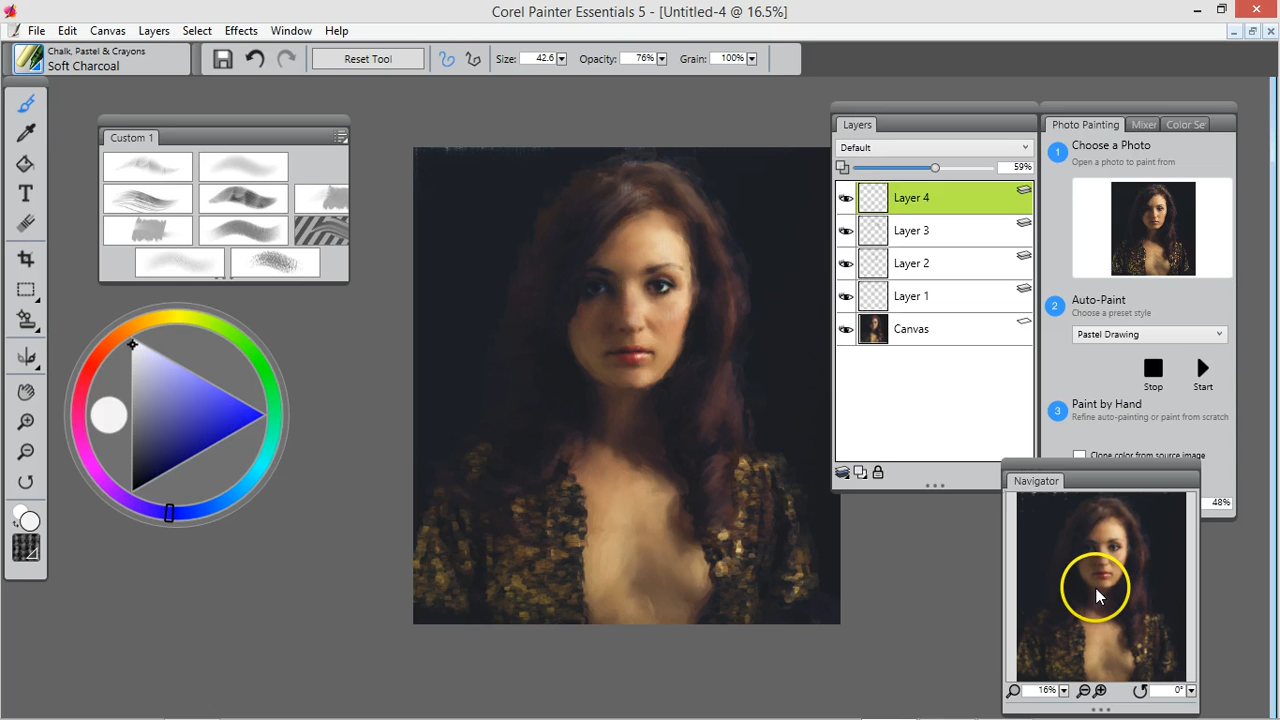 Corel Painter Essentials 5 - [Untitled-4 @ 16.5%]
File Edit Canvas Layers Select Effects Window Help
Chalk, Pastel & Crayons
Soft Charcoal
Reset Tool
Size: 42.6
Opacity: 76%
Grain: 100%
Custom 1
Layers
Default
59%
Layer 4
Layer 3
Layer 2
Layer 1
Canvas
Photo Painting Mixer Color Se
1 Choose a Photo
Open a photo to paint from
2 Auto-Paint
Choose a preset style
Pastel Drawing
Stop Start
3 Paint by Hand
Refine auto-painting or paint from scratch
Clone color from source image
48%
Navigator
16%
0°